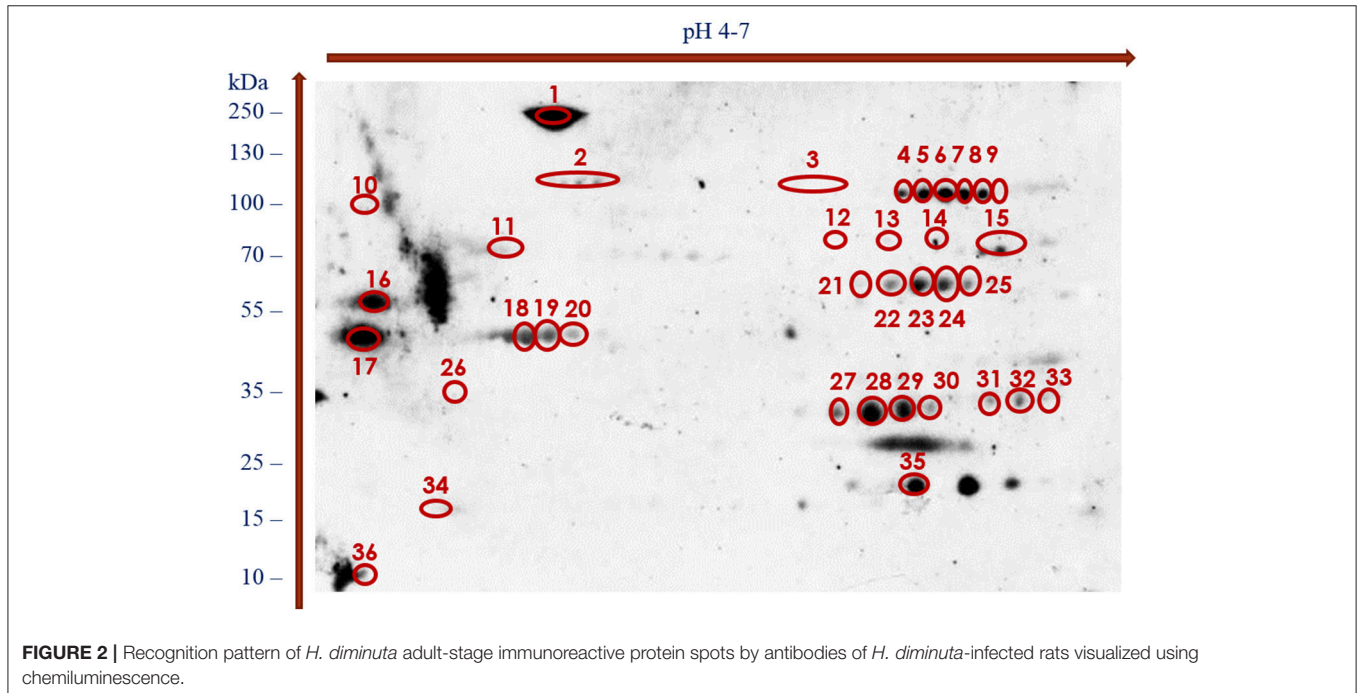 pH 4-7
kDa
250 –
130
100 –
70 –
55 –
35 –
25 –
15 –
10 –
1
2
3
4 5 6 7 8 9
10
11
12
13
14
15
16
17
18 19 20
21
22 23 24
25
26
27 28 29 30
31 32 33
34
35
36
FIGURE 2 | Recognition pattern of H. diminuta adult-stage immunoreactive protein spots by antibodies of H. diminuta-infected rats visualized using
chemiluminescence.